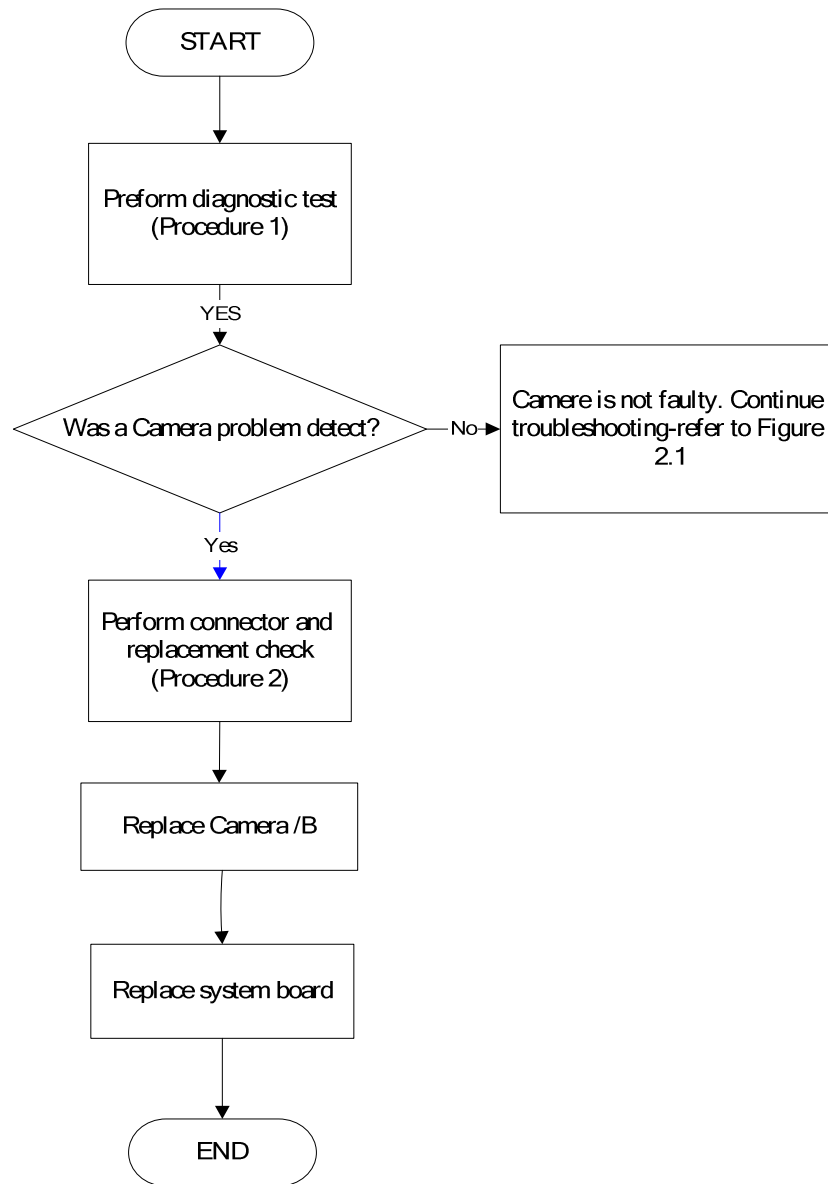 START
Preform diagnostic test
(Procedure 1)
YES
Was a Camera problem detect?
No
Camere is not faulty. Continue
troubleshooting-refer to Figure
2.1
Yes
Perform connector and
replacement check
(Procedure 2)
Replace Camera /B
Replace system board
END